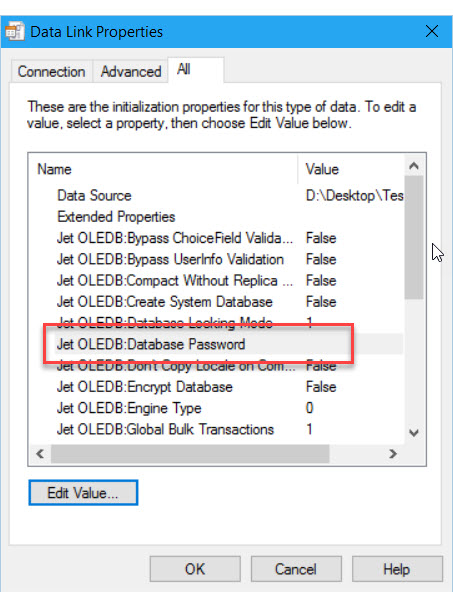 Data Link Properties
Connection Advanced All
These are the initialization properties for this type of data. To edit a
value, select a property, then choose Edit Value below.
Name Value
Data Source D:\Desktop\Tes
Extended Properties
Jet OLEDB:Bypass ChoiceField Valida... False
Jet OLEDB:Bypass UserInfo Validation False
Jet OLEDB:Compact Without Replica ... False
Jet OLEDB:Create System Database False
Jet OLEDB:Database Locking Mode 1
Jet OLEDB:Database Password
Jet OLEDB:Don't Copy Locale on Com... False
Jet OLEDB:Encrypt Database False
Jet OLEDB:Engine Type 0
Jet OLEDB:Global Bulk Transactions 1
Edit Value...
OK Cancel Help